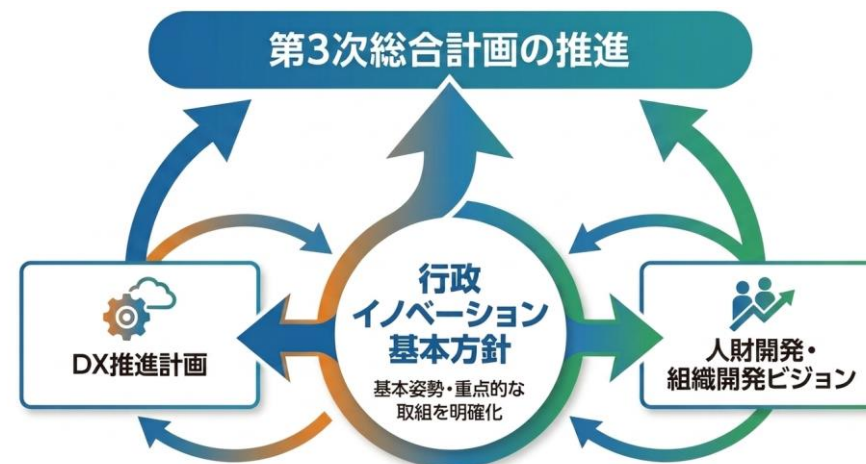 第3次総合計画の推進
DX推進計画
行政
イノベーション
基本方針
基本姿勢・重点的な
取組を明確化
人財開発・
組織開発ビジョン